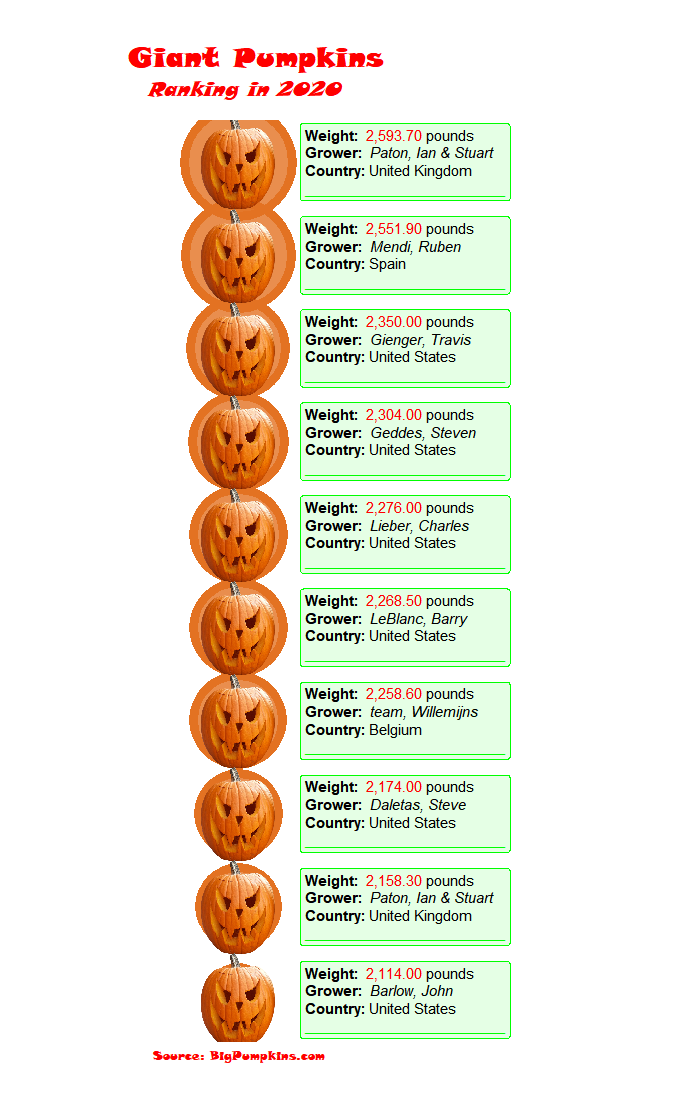 Giant Pumpkins
Ranking in 2020
Weight: 2,593.70 pounds
Grower: Paton, Ian & Stuart
Country: United Kingdom
Weight: 2,551.90 pounds
Grower: Mendi, Ruben
Country: Spain
Weight: 2,350.00 pounds
Grower: Gienger, Travis
Country: United States
Weight: 2,304.00 pounds
Grower: Geddes, Steven
Country: United States
Weight: 2,276.00 pounds
Grower: Lieber, Charles
Country: United States
Weight: 2,268.50 pounds
Grower: LeBlanc, Barry
Country: United States
Weight: 2,258.60 pounds
Grower: team, Willemijns
Country: Belgium
Weight: 2,174.00 pounds
Grower: Daletas, Steve
Country: United States
Weight: 2,158.30 pounds
Grower: Paton, Ian & Stuart
Country: United Kingdom
Weight: 2,114.00 pounds
Grower: Barlow, John
Country: United States
Source: BigPumpkins.com